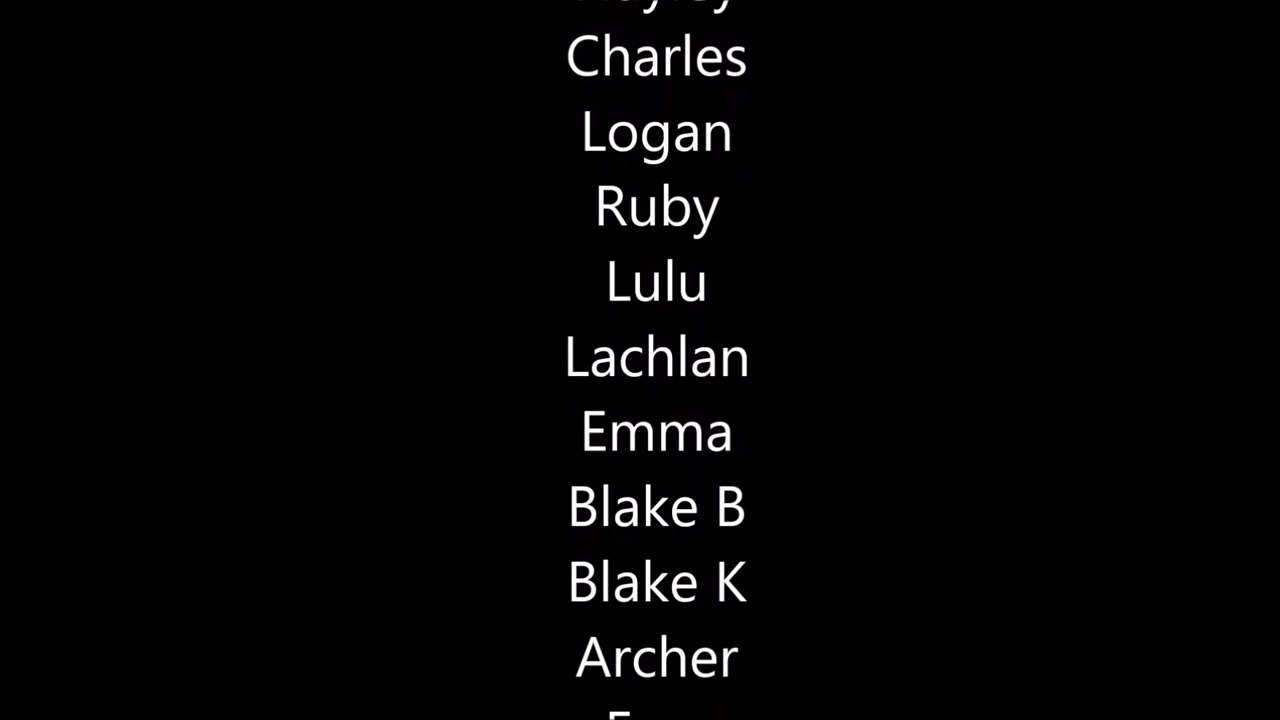 Charles
Logan
Ruby
Lulu
Lachlan
Emma
Blake B
Blake K
Archer